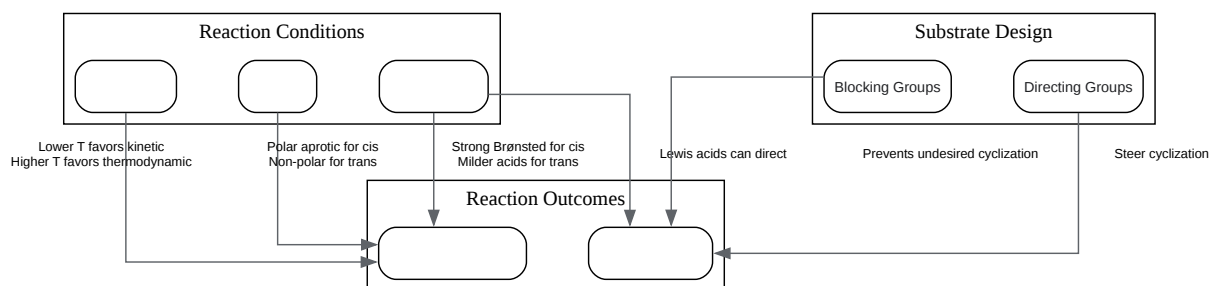 Reaction Conditions
Substrate Design
Blocking Groups
Directing Groups
Lower T favors kinetic
Higher T favors thermodynamic
Polar aprotic for cis
Non-polar for trans
Strong Brønsted for cis
Milder acids for trans
Lewis acids can direct
Prevents undesired cyclization
Steer cyclization
Reaction Outcomes